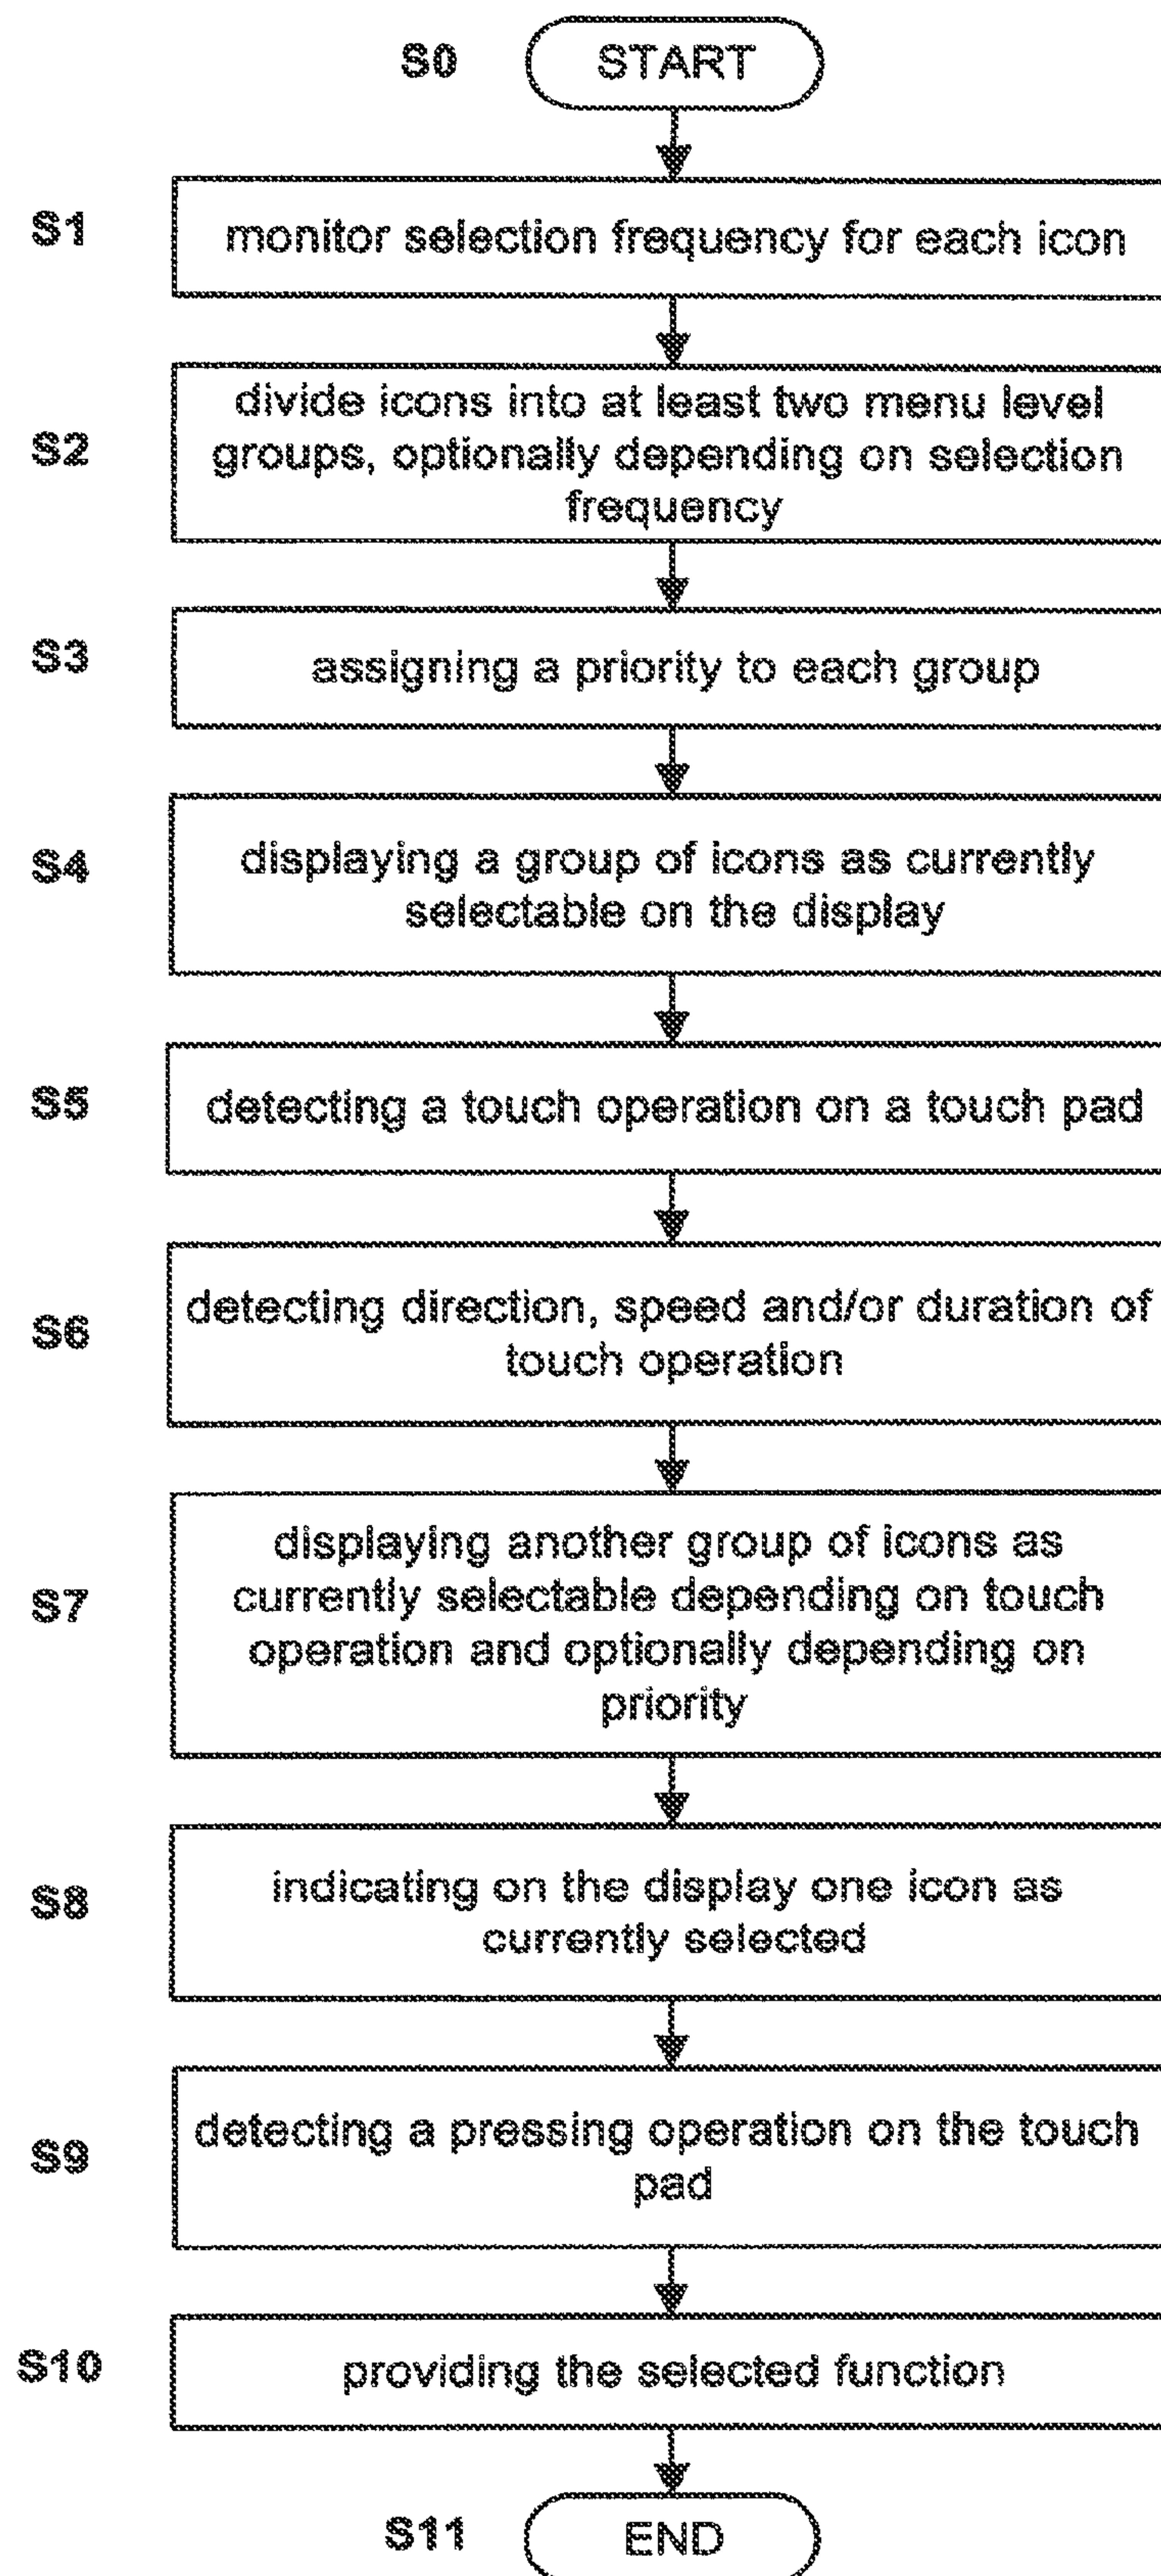 S0 START
S1 monitor selection frequency for each icon
divide icons into at least two menu level
S2 groups, optionally depending on selection
frequency
S3 assigning a priority to each group
S4 displaying a group of icons as currently
selectable on the display
S5 detecting a touch operation on a touch pad
S6 detecting direction, speed and/or duration of
touch operation
displaying another group of icons as
currently selectable depending on touch
S7 operation and optionally depending on
priority
S8 indicating on the display one icon as
currently selected
S9 detecting a pressing operation on the touch
pad
S10 providing the selected function
S11 END